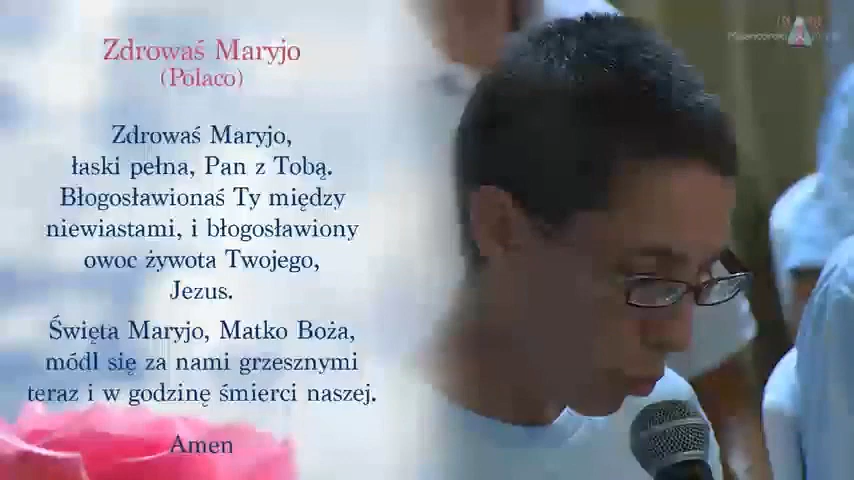 Zdrowaś Maryjo
(Polaco)
Zdrowaś Maryjo,
łaski pełna, Pan z Tobą.
Błogosławionaś Ty między
niewiastami, i błogosławiony
owoc żywota Twojego,
Jezus.
Święta Maryjo, Matko Boża,
módl się za nami grzesznymi
teraz i w godzinę śmierci naszej.
Amen